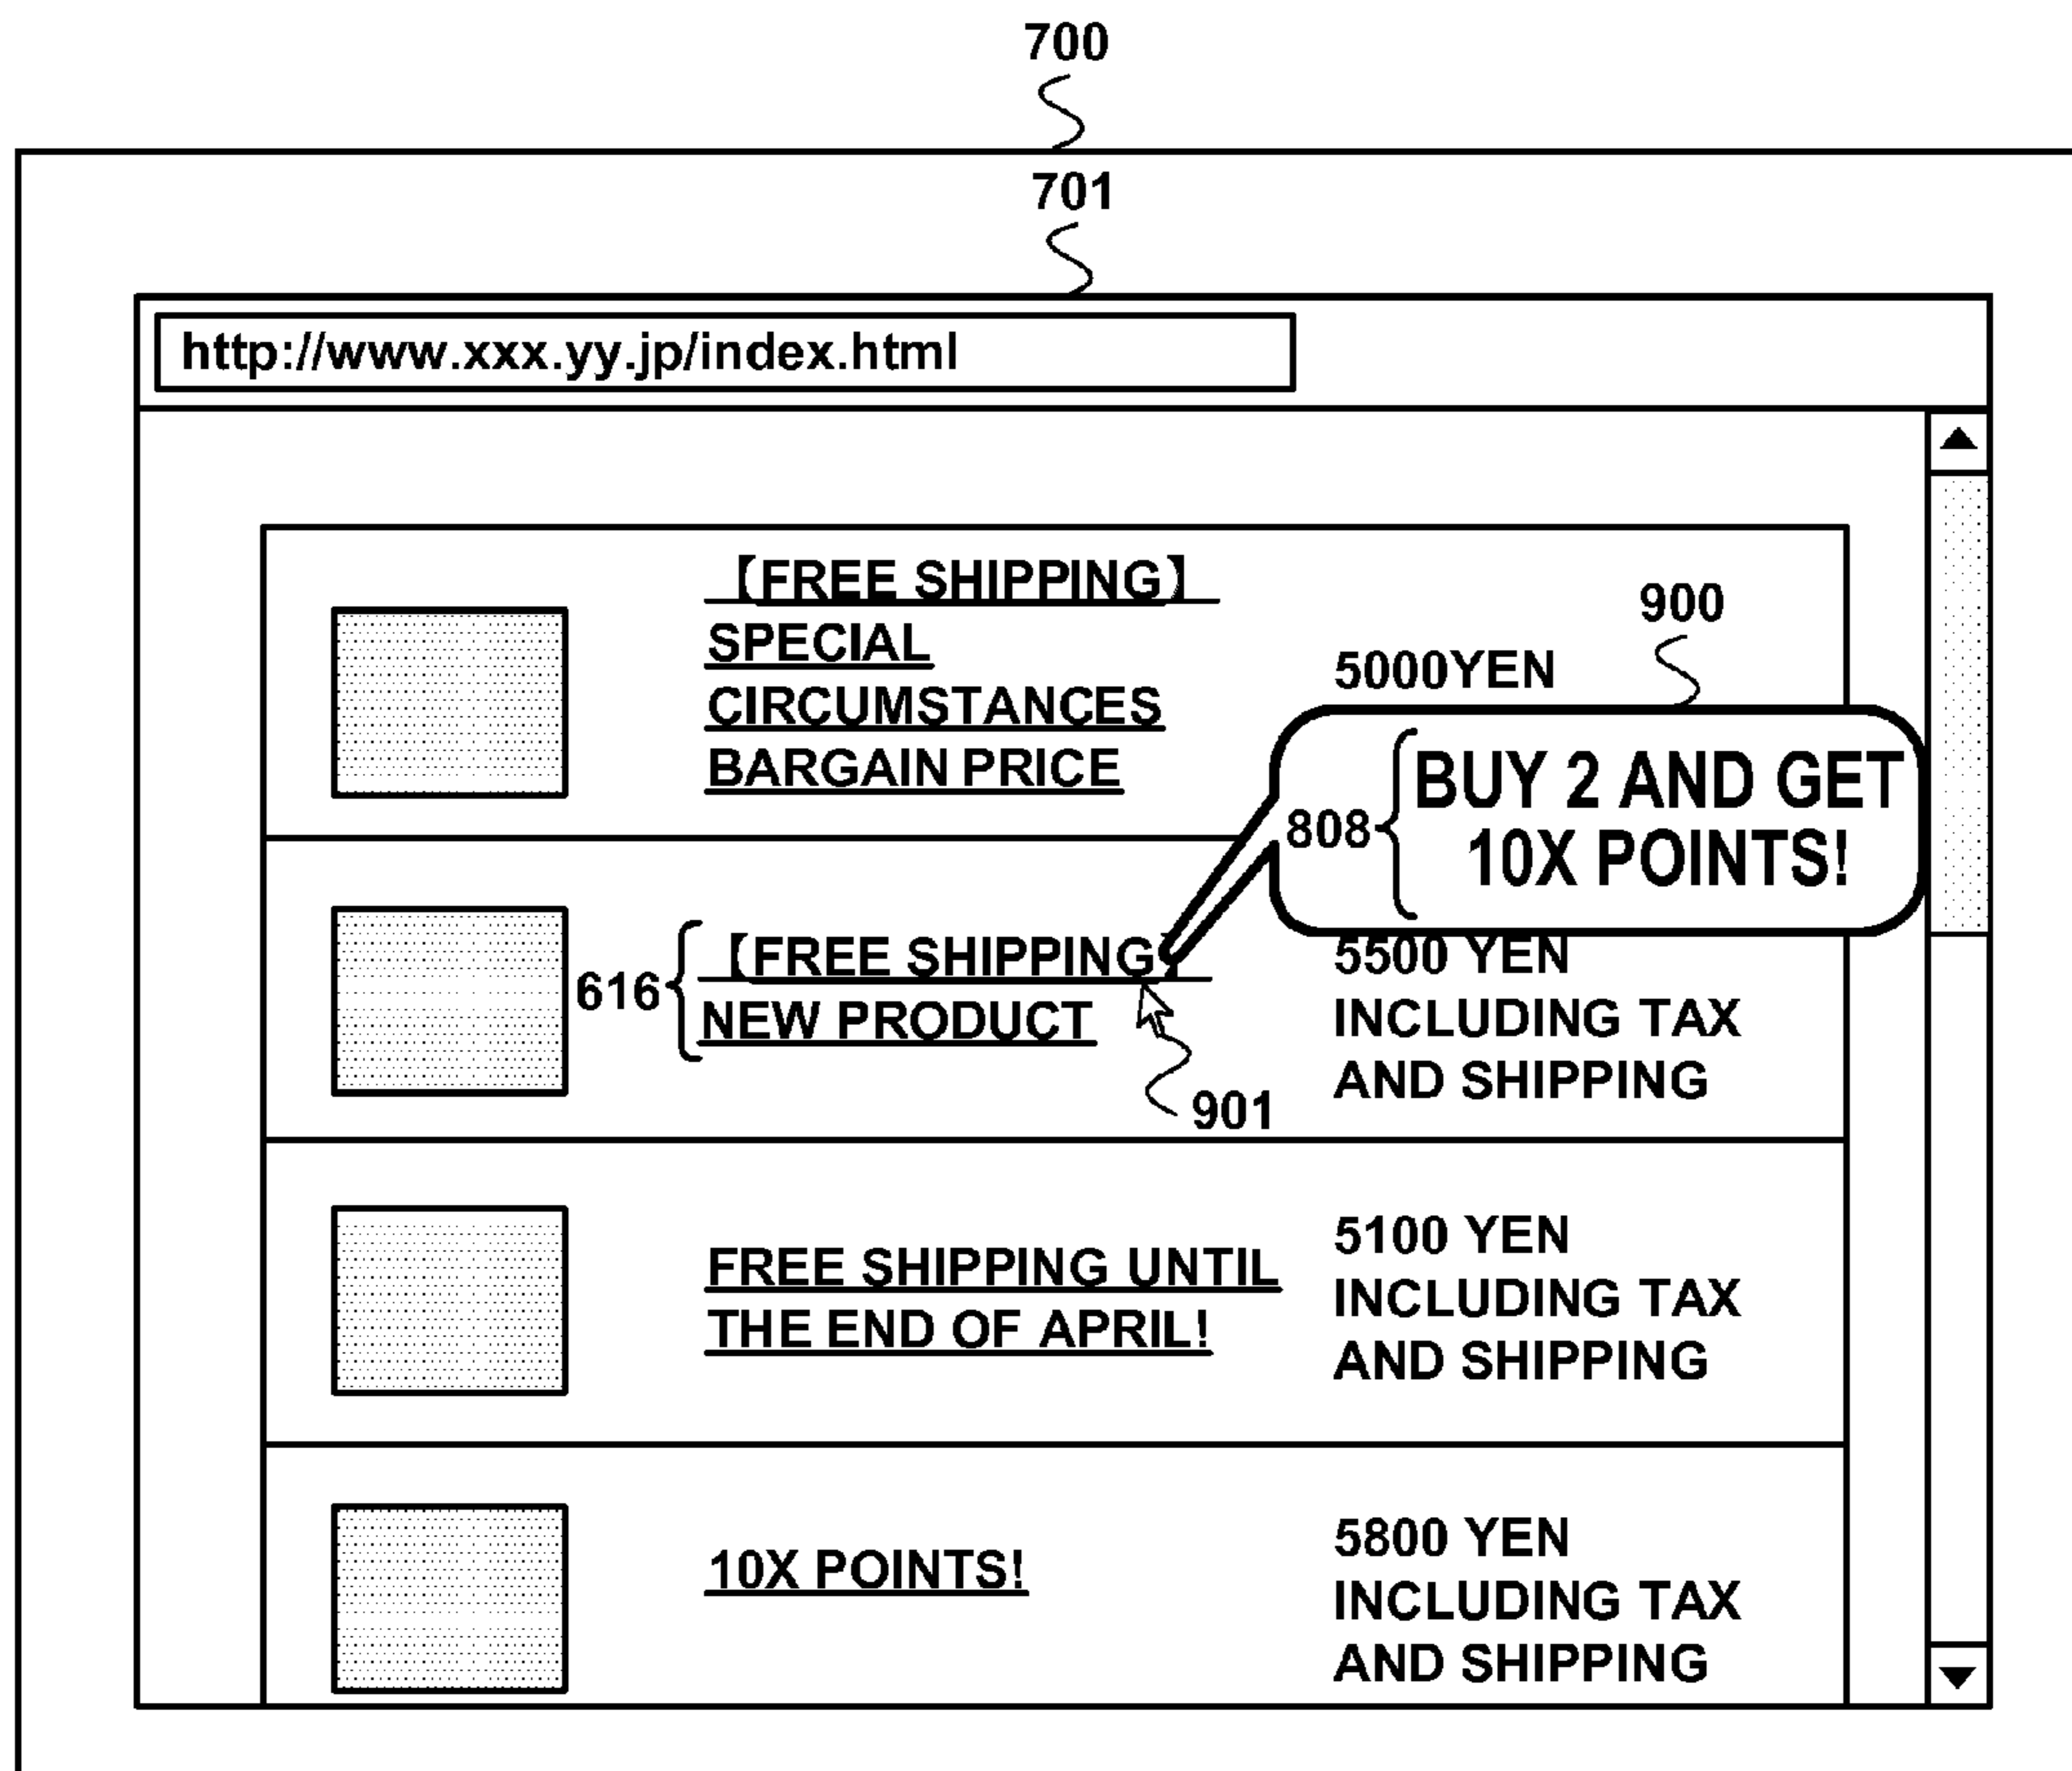 700
701
http://www.xxx.yy.jp/index.html
【FREE SHIPPING】
SPECIAL
CIRCUMSTANCES
BARGAIN PRICE
5000YEN
900
808
BUY 2 AND GET
10X POINTS!
616
【FREE SHIPPING】
NEW PRODUCT
901
5500 YEN
INCLUDING TAX
AND SHIPPING
FREE SHIPPING UNTIL
THE END OF APRIL!
5100 YEN
INCLUDING TAX
AND SHIPPING
10X POINTS!
5800 YEN
INCLUDING TAX
AND SHIPPING